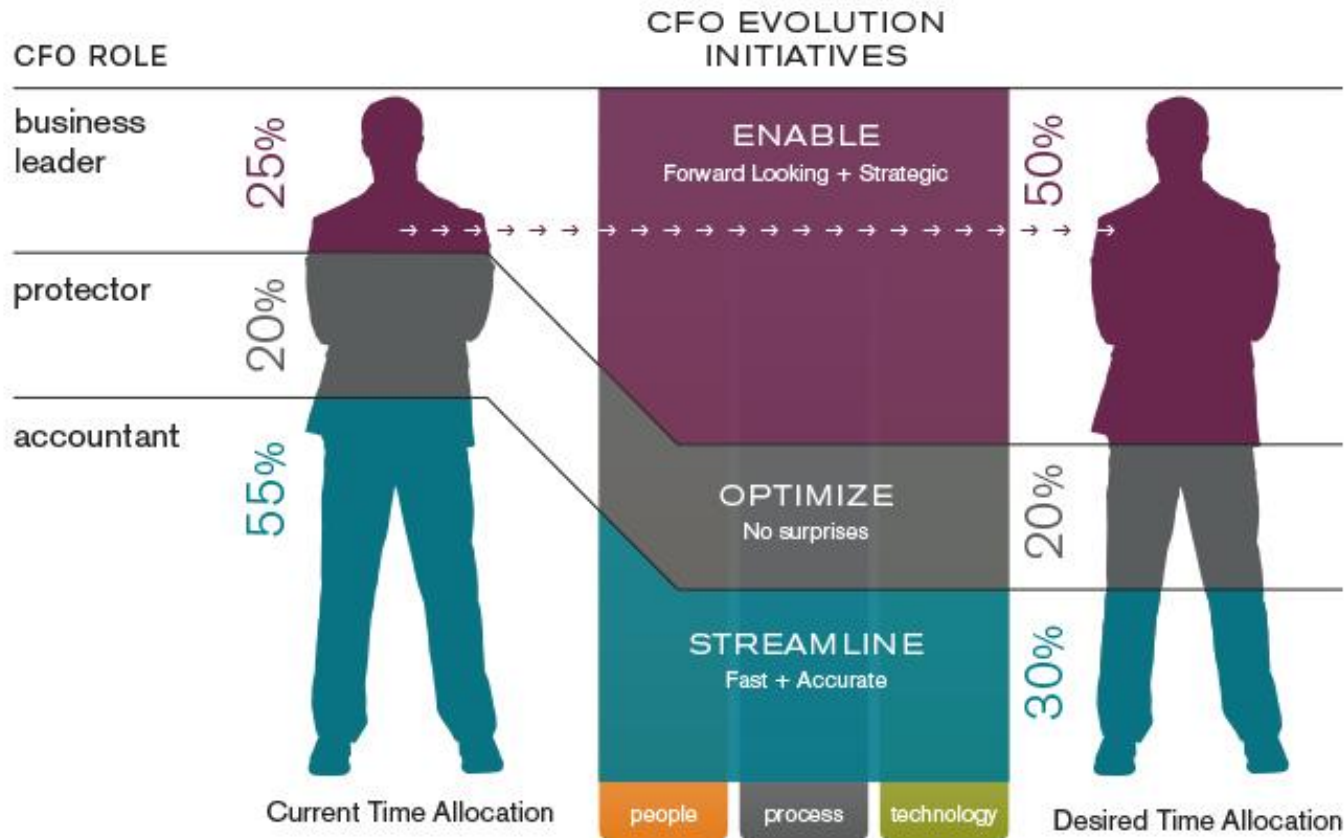 CFO EVOLUTION
INITIATIVES
CFO ROLE
business
leader
25%
ENABLE
Forward Looking + Strategic
50%
protector
20%
accountant
55%
OPTIMIZE
No surprises
20%
STREAMLINE
Fast + Accurate
30%
Current Time Allocation
people
process
technology
Desired Time Allocation